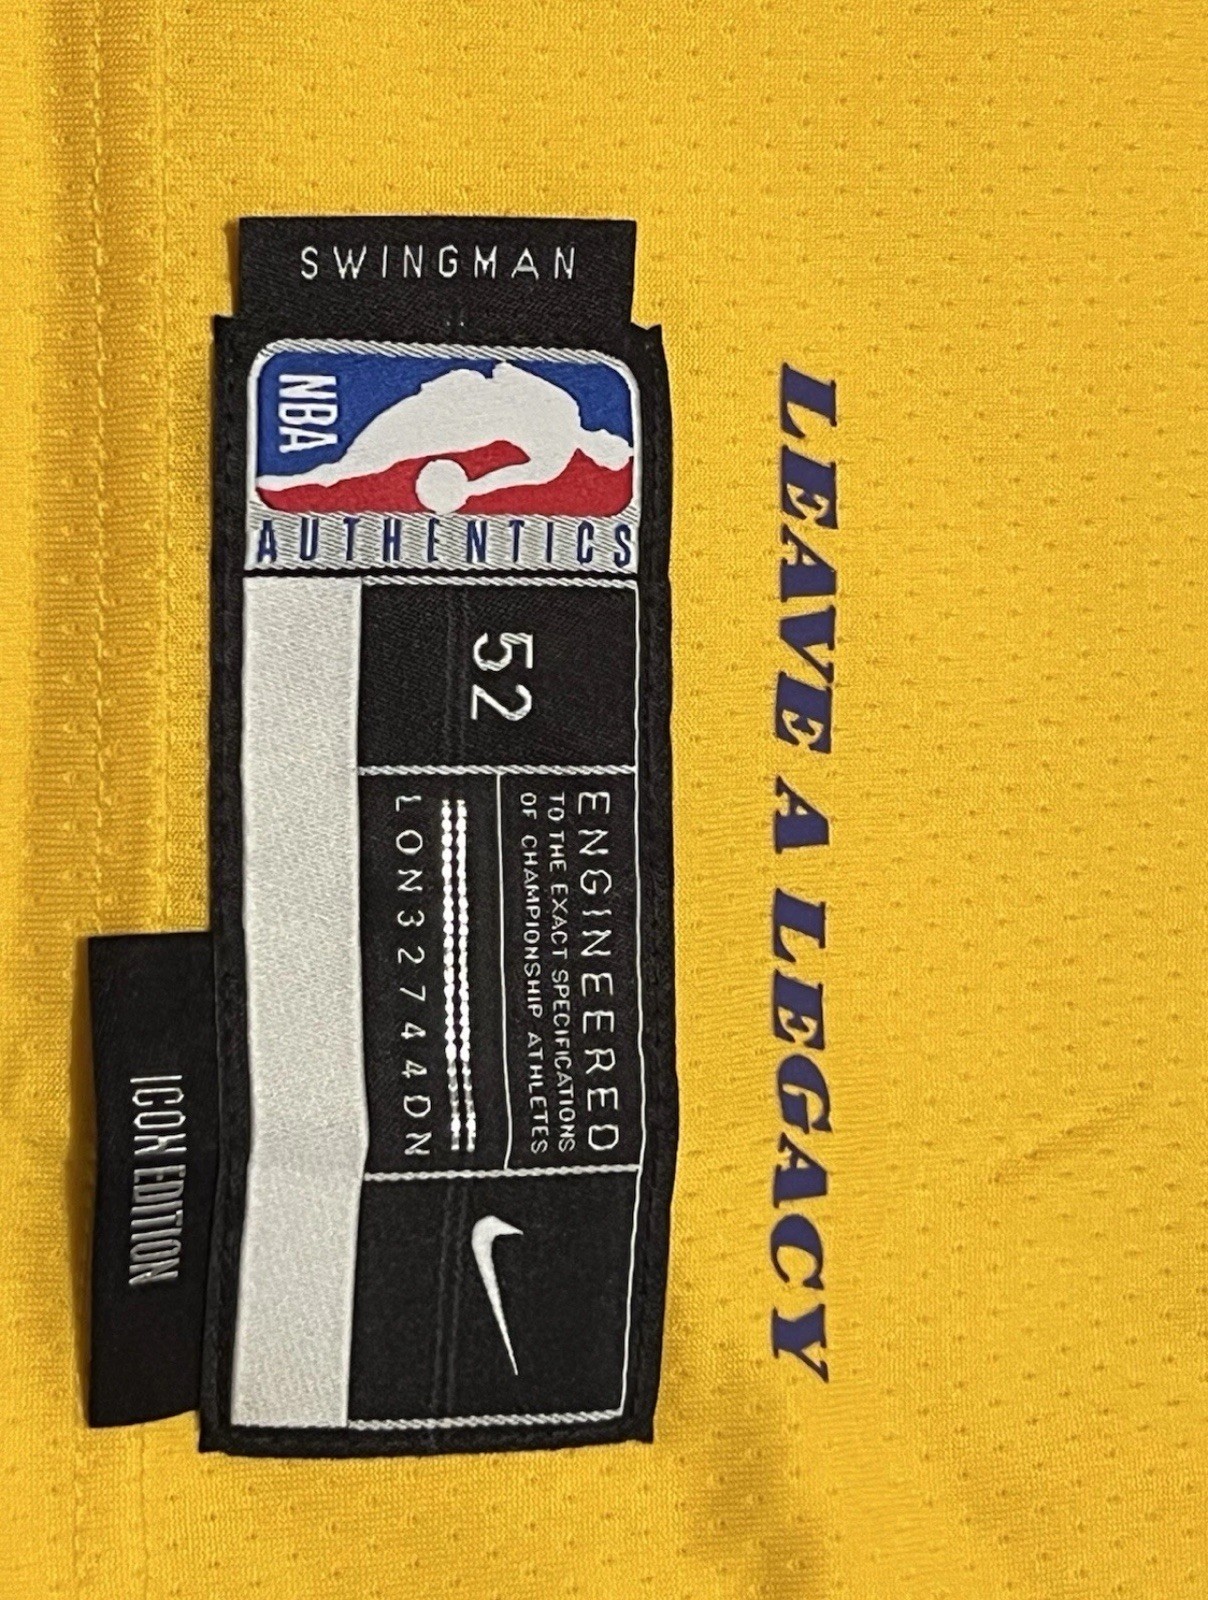 SWINGMAN
NBA
AUTHENTICS
52
ENGINEERED
TO THE EXACT SPECIFICATIONS
OF CHAMPIONSHIP ATHLETES
LON32744DN
ICON EDITION
LEAVE A LEGACY